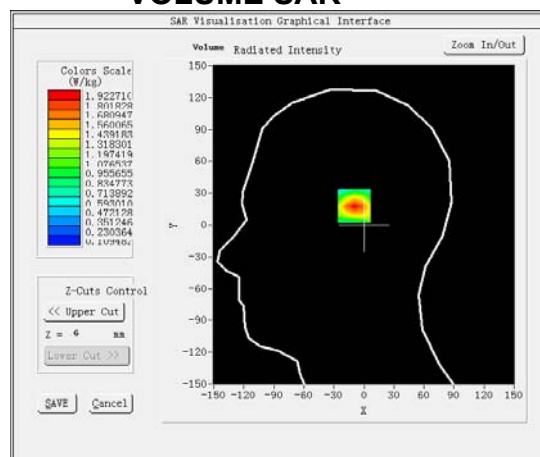 VOLUME SAR
SAR Visualisation Graphical Interface
Volume Radiated Intensity
Zoom In/Out
Colors Scale
(W/kg)
1.922710
1.801828
1.680947
1.560065
1.439183
1.318301
1.197419
1.076537
0.955655
0.834773
0.713892
0.593010
0.472128
0.351246
0.230364
0.109482
Z-Cuts Control
<< Upper Cut
Z = 4 mm
Lower Cut >>
SAVE
Cancel
150
120
90
60
30
0
-30
-60
-90
-120
-150
Y
-150 -120 -90 -60 -30 0 30 60 90 120 150
X